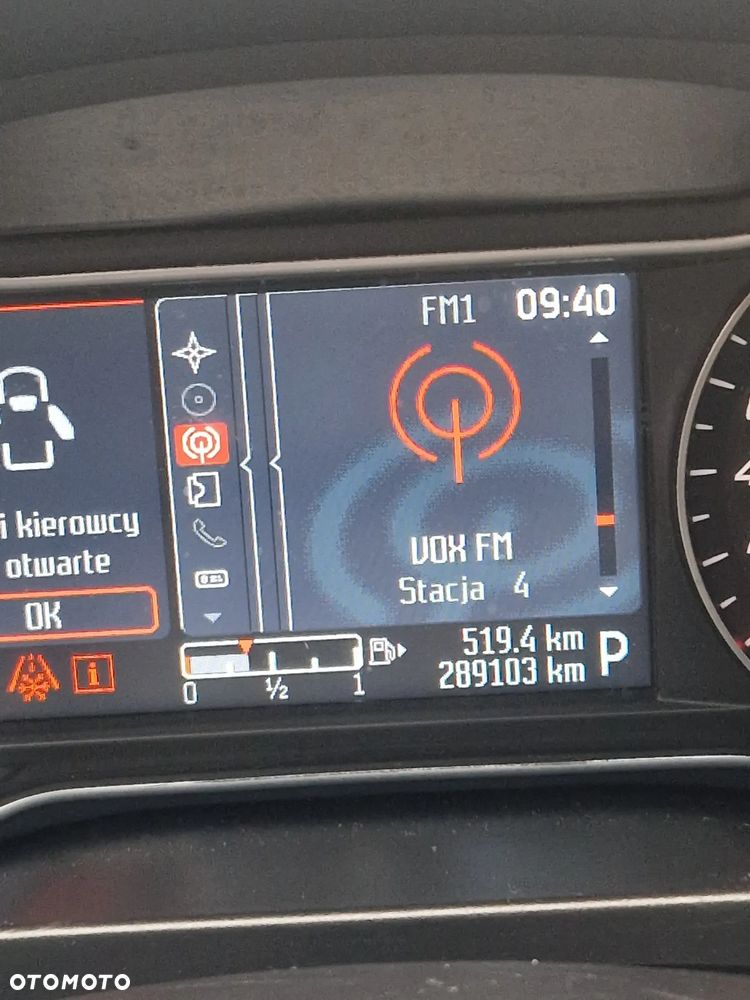 FM1 09:40
i kierowcy
otwarte
OK
VOX FM
Stacja 4
0 ½ 1
519.4 km
289103 km
P
OTOMOTO